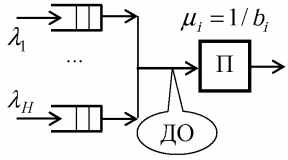 λ1
μi = 1/bi
...
П
λH
ДО